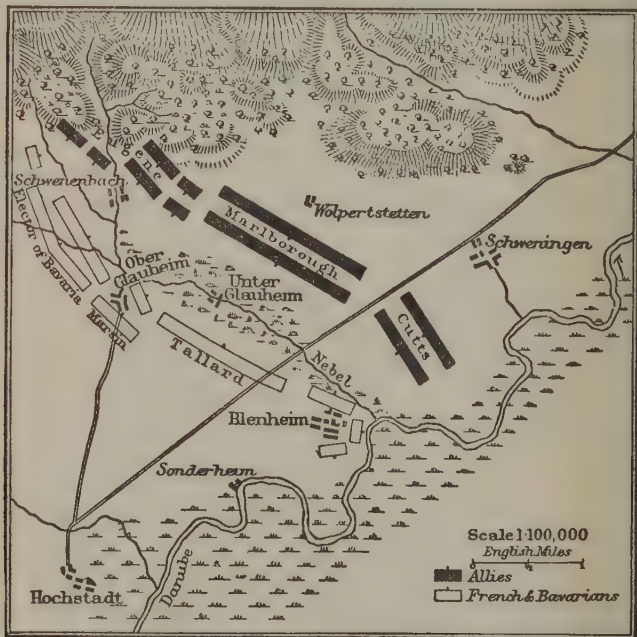 Eugene
Schwenenbach
Elector of Bavaria
Marlborough
Wolpertstetten
Schweningen
Ober
Glauheim
Unter
Glauheim
Marsin
Cutts
Tallard
Nebel
Blenheim
Sonderheim
Danube
Hochstadt
Scale 1:100,000
English Miles
Allies
French & Bavarians